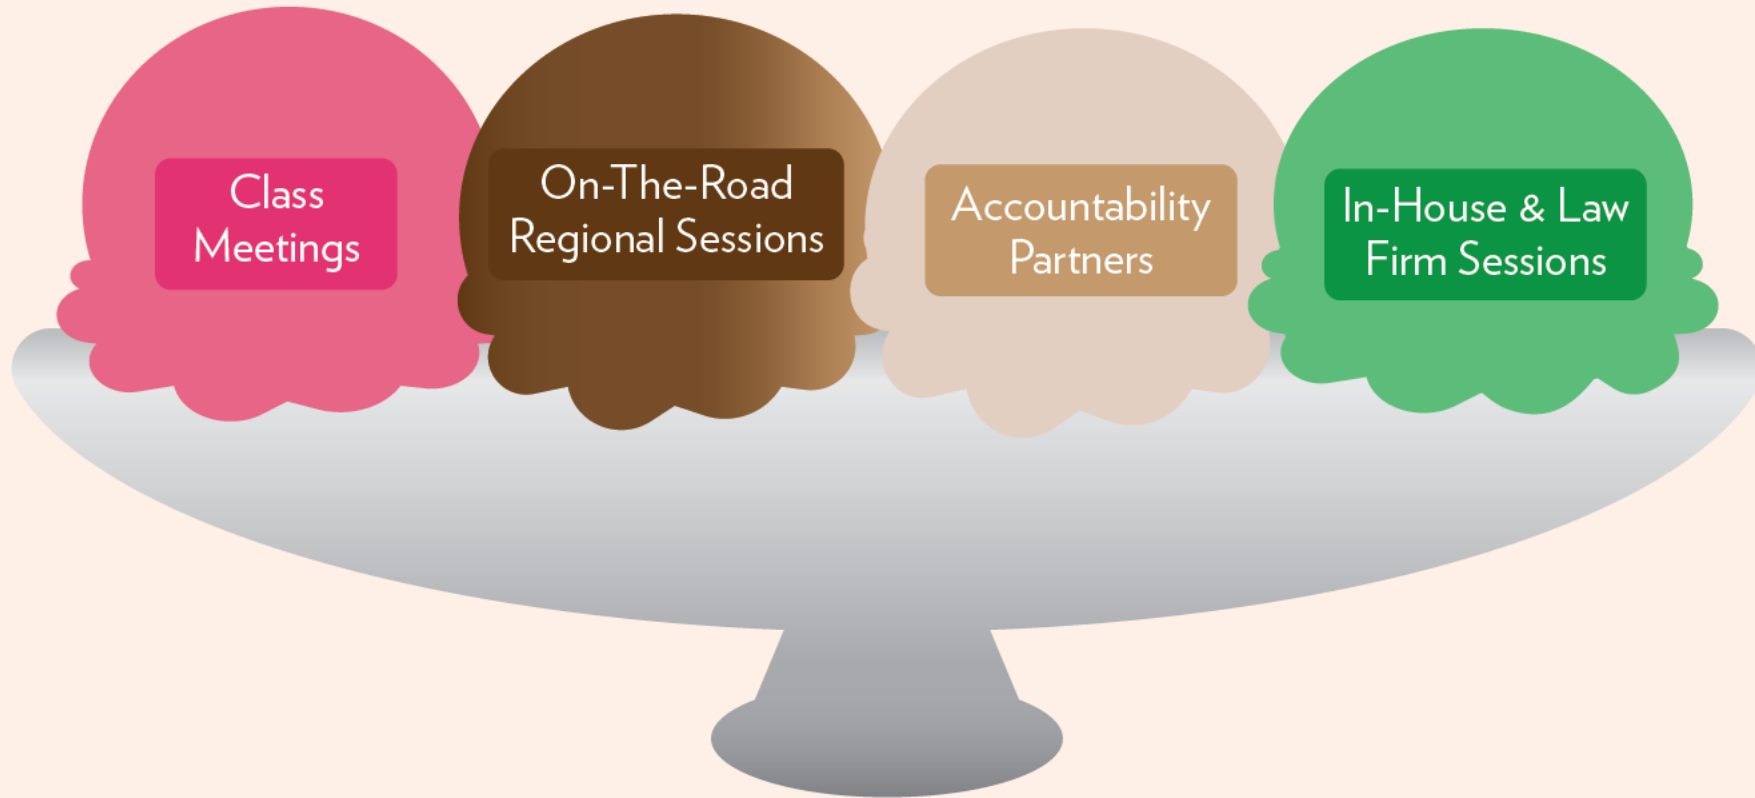 Class
Meetings
On-The-Road
Regional Sessions
Accountability
Partners
In-House & Law
Firm Sessions